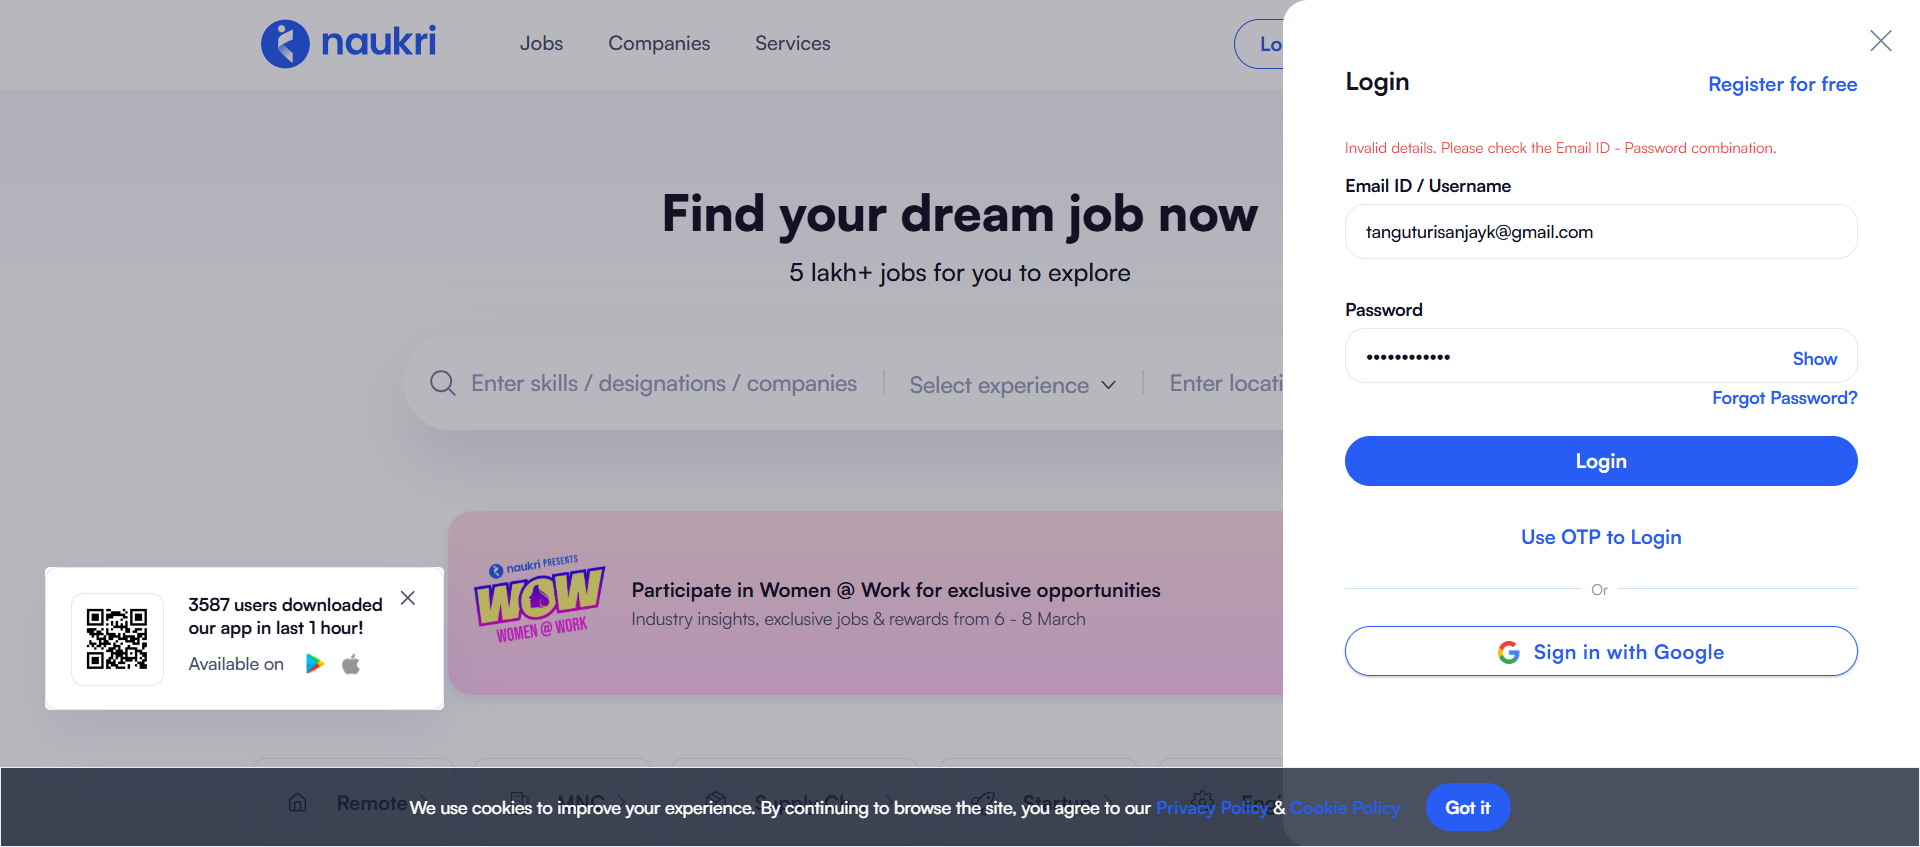 naukri
Jobs
Companies
Services
Lo
Login
Register for free
Invalid details. Please check the Email ID - Password combination.
Email ID / Username
tanguturisanjayk@gmail.com
Password
••••••••••••
Show
Forgot Password?
Login
Use OTP to Login
Or
Sign in with Google
Find your dream job now
5 lakh+ jobs for you to explore
Enter skills / designations / companies
Select experience
Enter locati
naukri PRESENTS
WOW
WOMEN @ WORK
Participate in Women @ Work for exclusive opportunities
Industry insights, exclusive jobs & rewards from 6 - 8 March
3587 users downloaded
our app in last 1 hour!
Available on
Remote
MNC
Supply Ch
Startup
Engi
We use cookies to improve your experience. By continuing to browse the site, you agree to our Privacy Policy & Cookie Policy
Got it